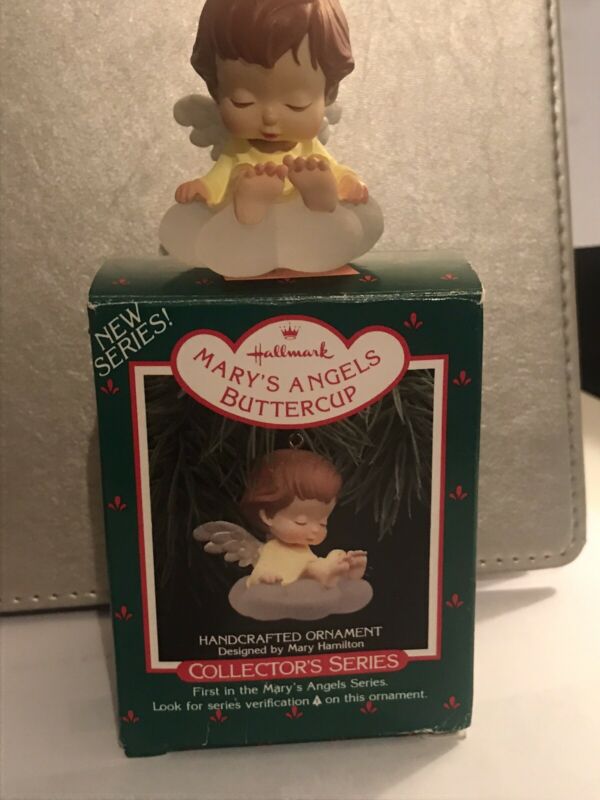 NEW
SERIES!
Hallmark
MARY'S ANGELS
BUTTERCUP
HANDCRAFTED ORNAMENT
Designed by Mary Hamilton
COLLECTOR'S SERIES
First in the Mary's Angels Series.
Look for series verification on this ornament.